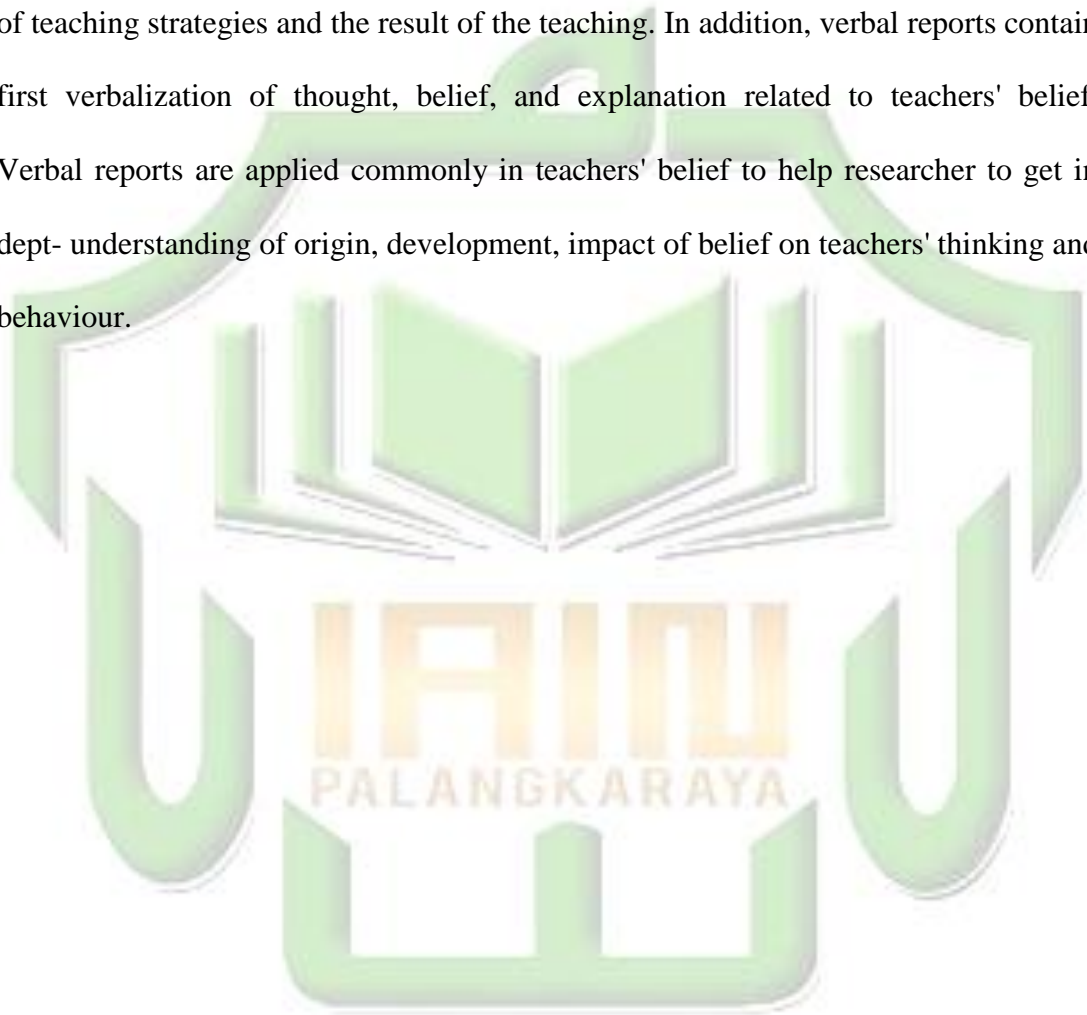 of teaching strategies and the result of the teaching. In addition, verbal reports contain
first verbalization of thought, belief, and explanation related to teachers' belief
Verbal reports are applied commonly in teachers' belief to help researcher to get in
dept- understanding of origin, development, impact of belief on teachers' thinking and
behaviour.
IAIN
PALANGKARAYA